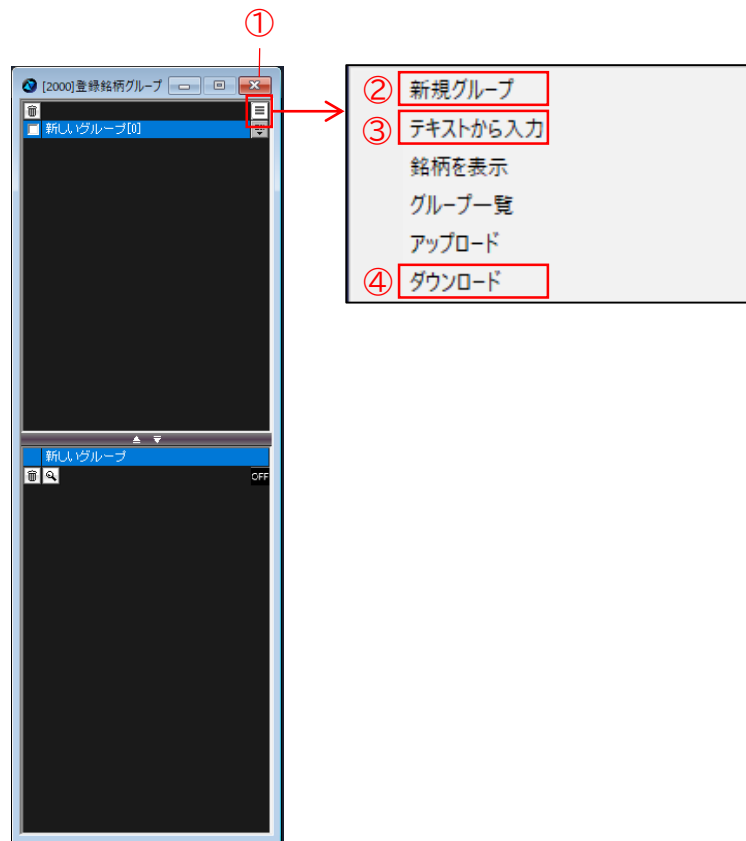 ①
[2000]登録銘柄グループ
新しいグループ[0]
② 新規グループ
③ テキストから入力
銘柄を表示
グループ一覧
アップロード
④ ダウンロード
新しいグループ
OFF